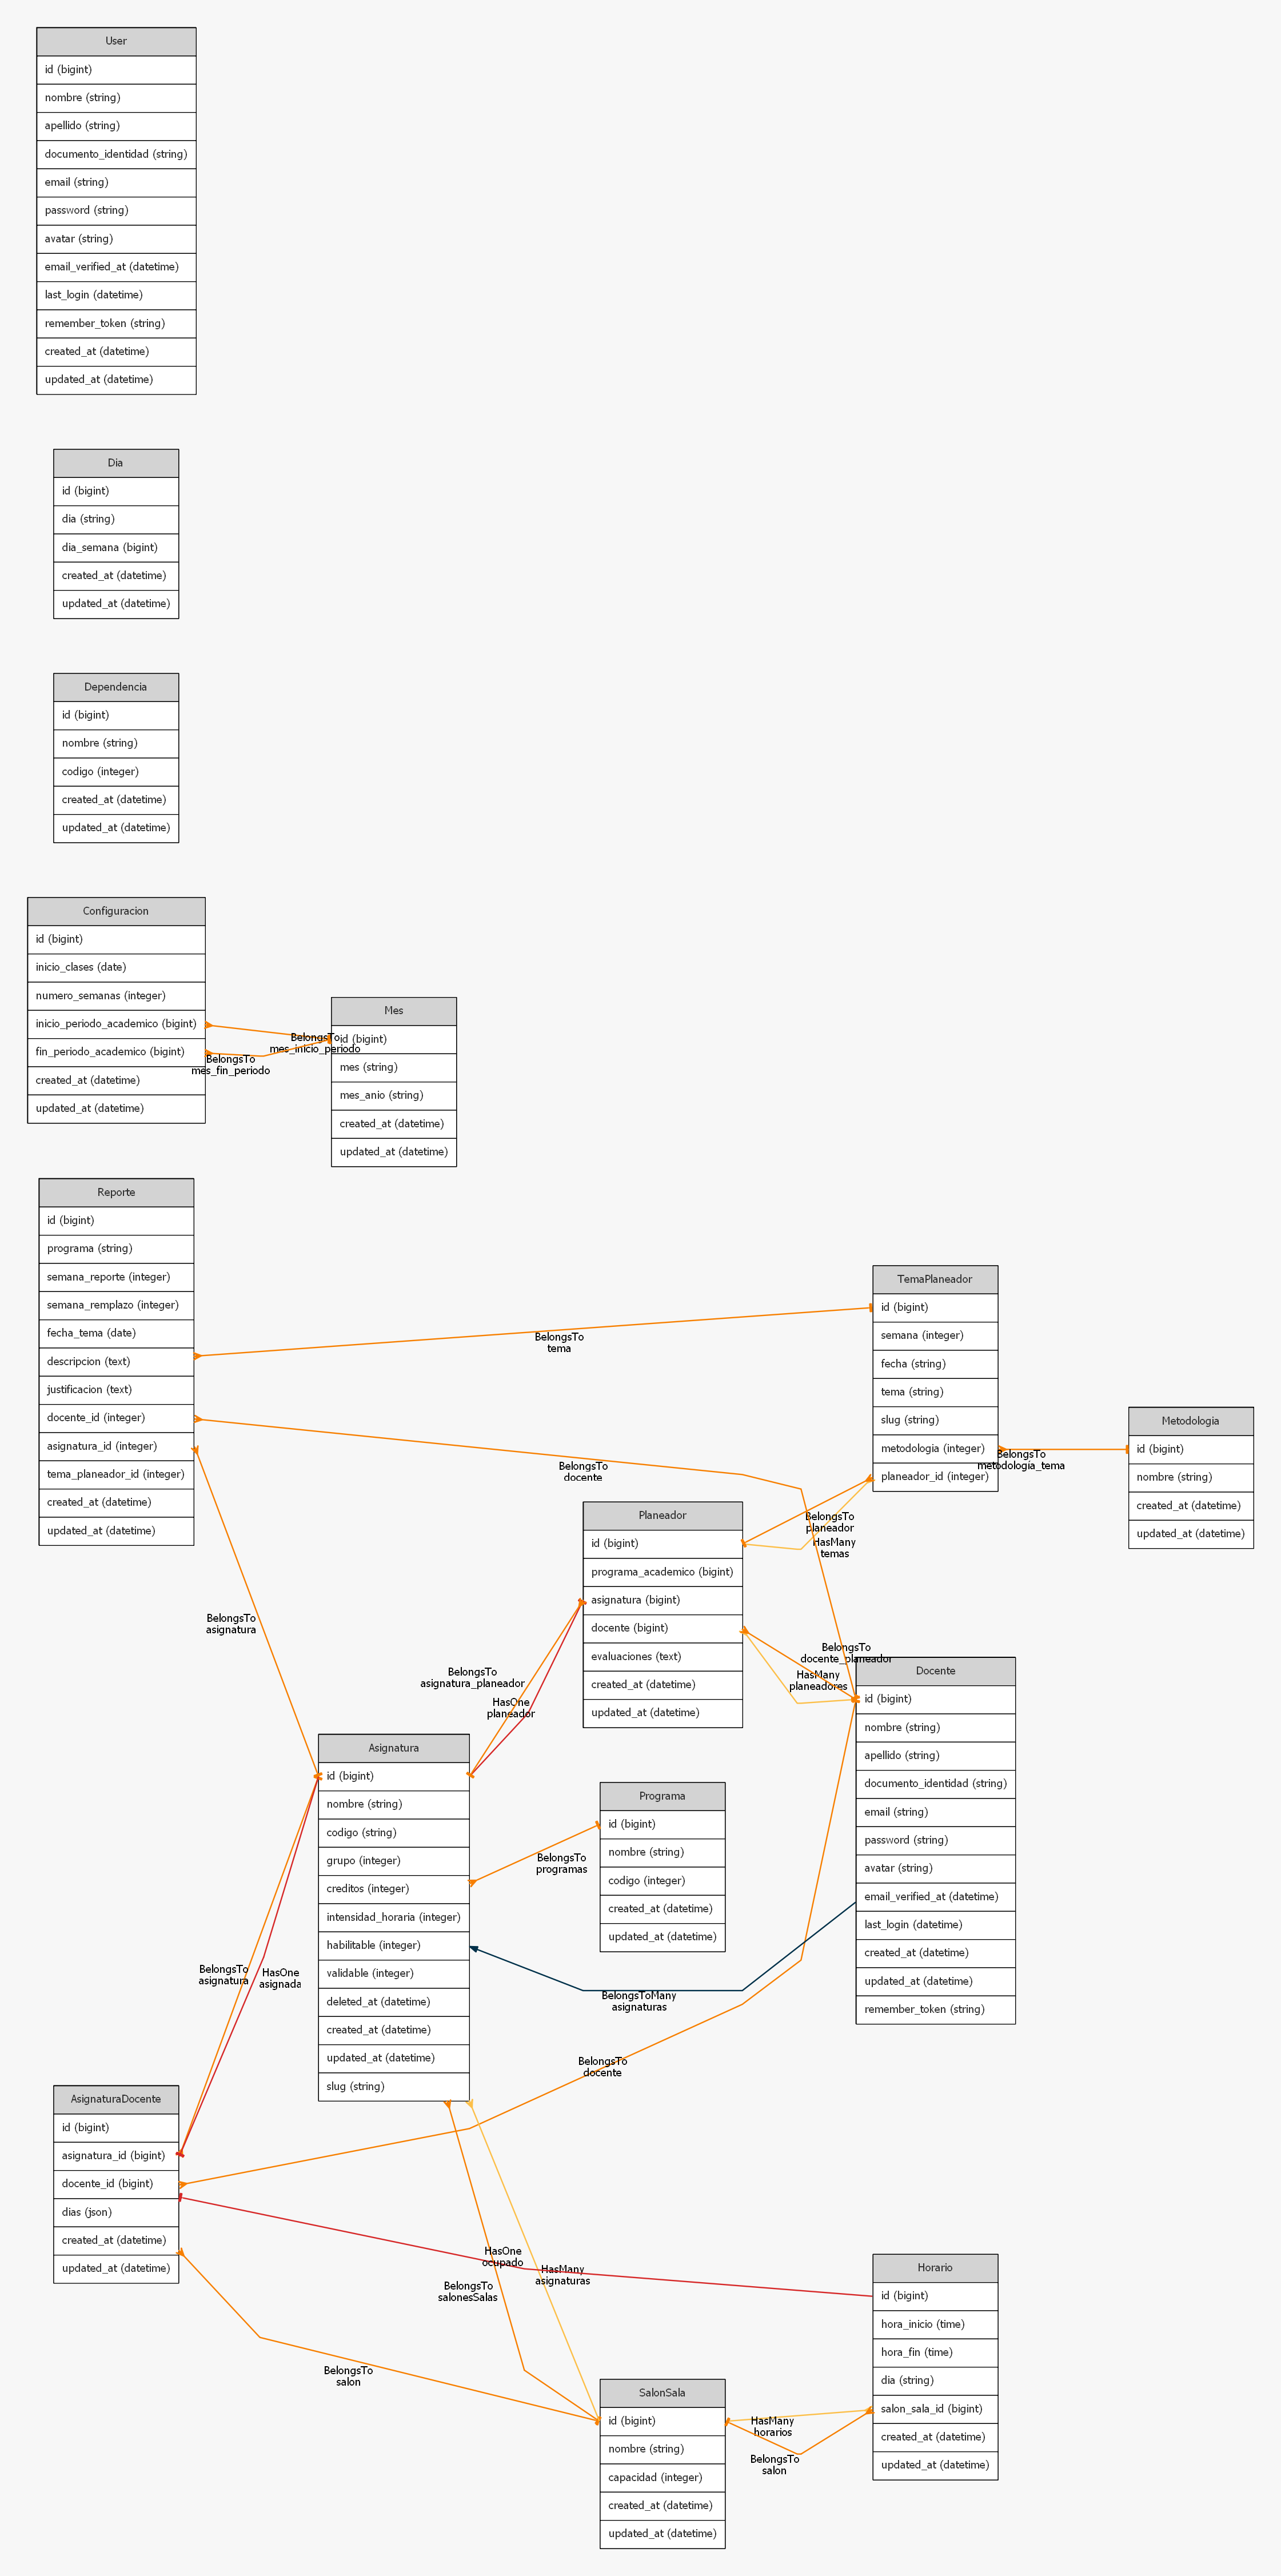 User
id (bigint)
nombre (string)
apellido (string)
documento_identidad (string)
email (string)
password (string)
avatar (string)
email_verified_at (datetime)
last_login (datetime)
remember_token (string)
created_at (datetime)
updated_at (datetime)
Dia
id (bigint)
dia (string)
dia_semana (bigint)
created_at (datetime)
updated_at (datetime)
Dependencia
id (bigint)
nombre (string)
codigo (integer)
created_at (datetime)
updated_at (datetime)
Configuracion
id (bigint)
inicio_clases (date)
numero_semanas (integer)
inicio_periodo_academico (bigint)
fin_periodo_academico (bigint)
created_at (datetime)
updated_at (datetime)
BelongsTo
mes_inicio_periodo
BelongsTo
mes_fin_periodo
Mes
id (bigint)
mes (string)
mes_anio (string)
created_at (datetime)
updated_at (datetime)
Reporte
id (bigint)
programa (string)
semana_reporte (integer)
semana_remplazo (integer)
fecha_tema (date)
descripcion (text)
justificacion (text)
docente_id (integer)
asignatura_id (integer)
tema_planeador_id (integer)
created_at (datetime)
updated_at (datetime)
BelongsTo
tema
BelongsTo
docente
BelongsTo
asignatura
TemaPlaneador
id (bigint)
semana (integer)
fecha (string)
tema (string)
slug (string)
metodologia (integer)
planeador_id (integer)
BelongsTo
metodologia_tema
Metodologia
id (bigint)
nombre (string)
created_at (datetime)
updated_at (datetime)
Planeador
id (bigint)
programa_academico (bigint)
asignatura (bigint)
docente (bigint)
evaluaciones (text)
created_at (datetime)
updated_at (datetime)
BelongsTo
planeador
HasMany
temas
BelongsTo
docente_planeador
HasMany
planeadores
BelongsTo
asignatura_planeador
HasOne
planeador
Docente
id (bigint)
nombre (string)
apellido (string)
documento_identidad (string)
email (string)
password (string)
avatar (string)
email_verified_at (datetime)
last_login (datetime)
created_at (datetime)
updated_at (datetime)
remember_token (string)
Asignatura
id (bigint)
nombre (string)
codigo (string)
grupo (integer)
creditos (integer)
intensidad_horaria (integer)
habilitable (integer)
validable (integer)
deleted_at (datetime)
created_at (datetime)
updated_at (datetime)
slug (string)
Programa
id (bigint)
nombre (string)
codigo (integer)
created_at (datetime)
updated_at (datetime)
BelongsTo
programas
BelongsToMany
asignaturas
BelongsTo
asignatura
HasOne
asignada
BelongsTo
docente
AsignaturaDocente
id (bigint)
asignatura_id (bigint)
docente_id (bigint)
dias (json)
created_at (datetime)
updated_at (datetime)
HasOne
ocupado
HasMany
asignaturas
BelongsTo
salonesSalas
BelongsTo
salon
Horario
id (bigint)
hora_inicio (time)
hora_fin (time)
dia (string)
salon_sala_id (bigint)
created_at (datetime)
updated_at (datetime)
SalonSala
id (bigint)
nombre (string)
capacidad (integer)
created_at (datetime)
updated_at (datetime)
HasMany
horarios
BelongsTo
salon